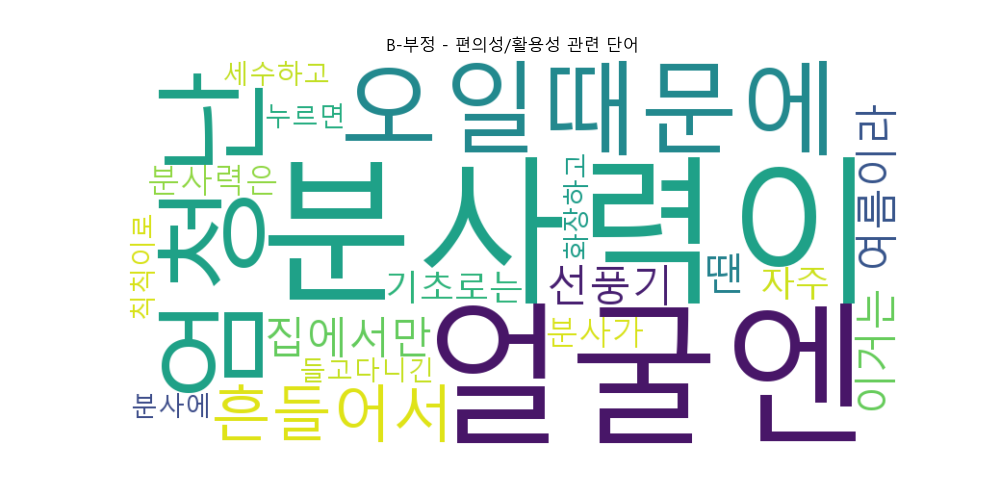 B-부정 - 편의성/활용성 관련 단어
세수하고
누르면
오일때문에
엄청난
분사력은
분사력이
화장하고
여름이라
칙칙이로
기초로는
선풍기
땐
자주
집에서만
얼굴엔
분사가
이거는
들고다니긴
분사에
흔들어서